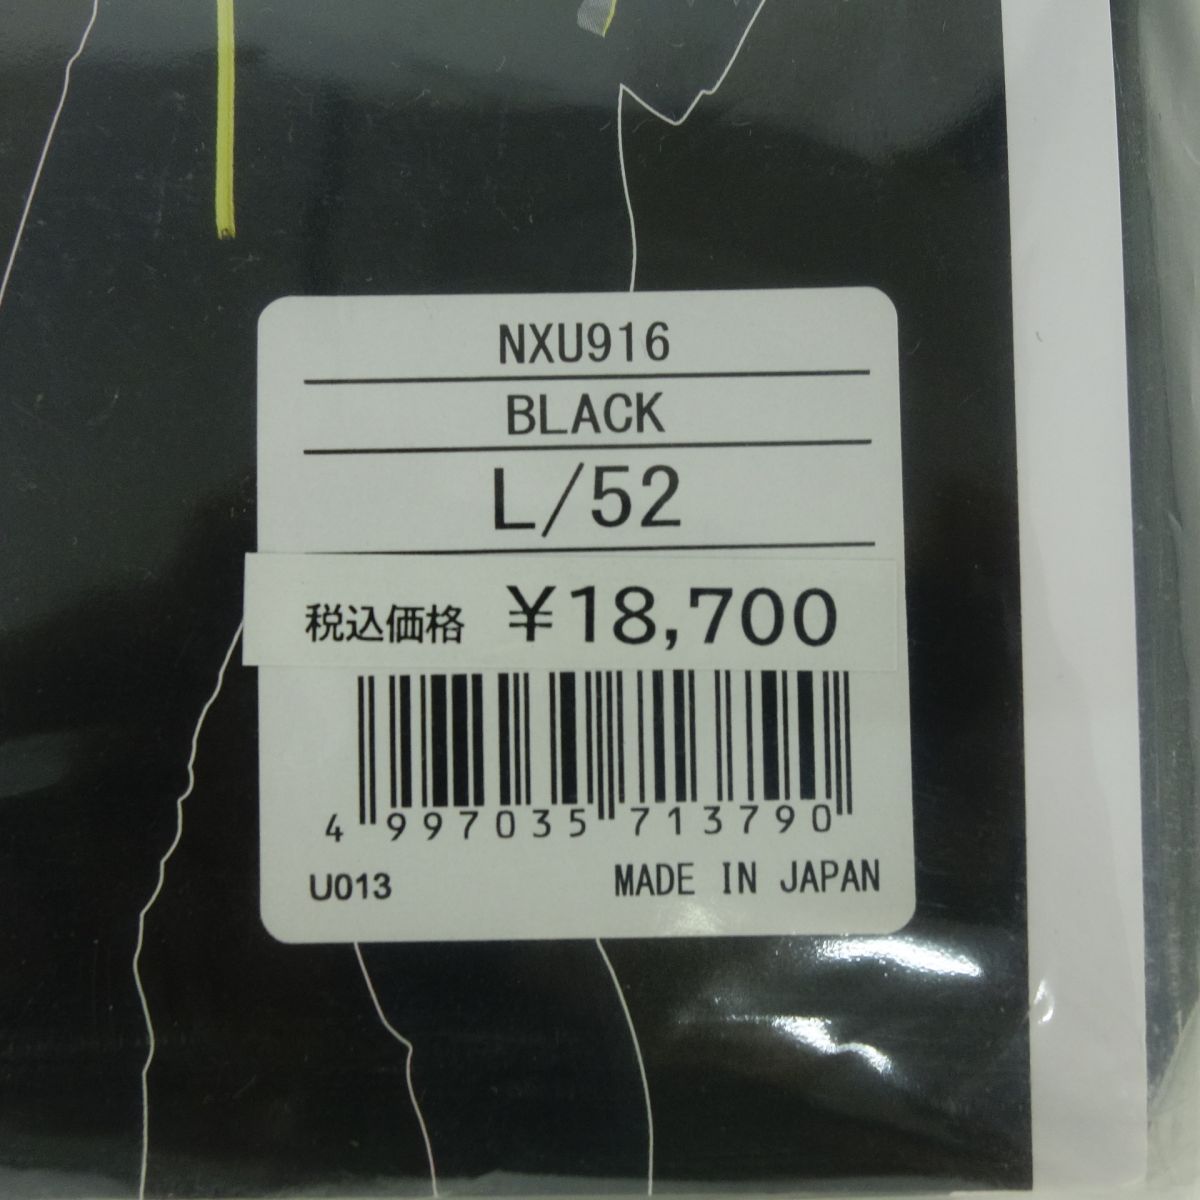 NXU916
BLACK
L/52
税込価格 ¥18,700
4 997035 713790
U013 MADE IN JAPAN